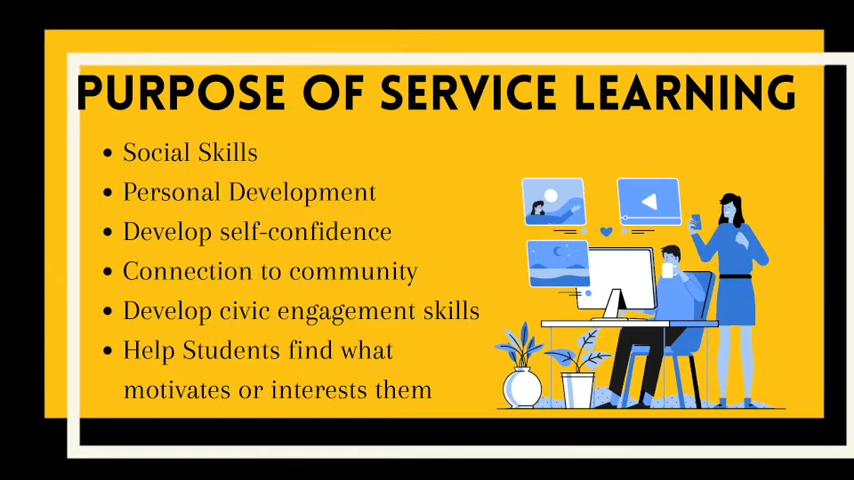 PURPOSE OF SERVICE LEARNING
• Social Skills
• Personal Development
• Develop self-confidence
• Connection to community
• Develop civic engagement skills
• Help Students find what
motivates or interests them